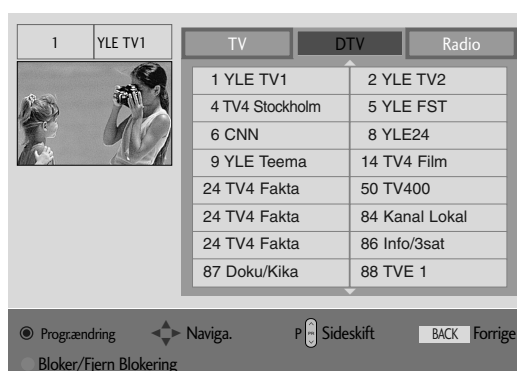 1 YLE TV1
TV DTV Radio
1 YLE TV1 2 YLE TV2
4 TV4 Stockholm 5 YLE FST
6 CNN 8 YLE24
9 YLE Teema 14 TV4 Film
24 TV4 Fakta 50 TV400
24 TV4 Fakta 84 Kanal Lokal
24 TV4 Fakta 86 Info/3sat
87 Doku/Kika 88 TVE 1
Progrændring Naviga. P Sideskift BACK Forrige
Bloker/Fjern Blokering